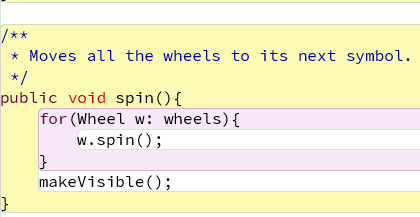 /**
 * Moves all the wheels to its next symbol.
 */
public void spin(){
    for(Wheel w: wheels){
        w.spin();
    }
    makeVisible();
}